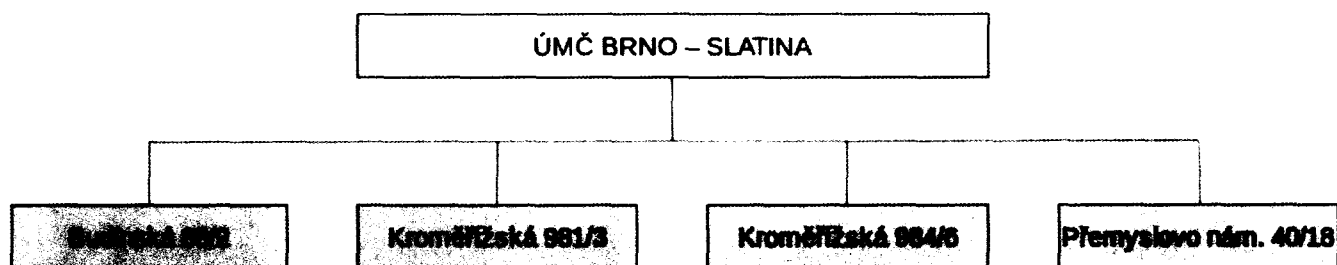 ÚMČ BRNO – SLATINA
Kroměřížská 981/3
Kroměřížská 984/6
Přemyslovo nám. 40/18